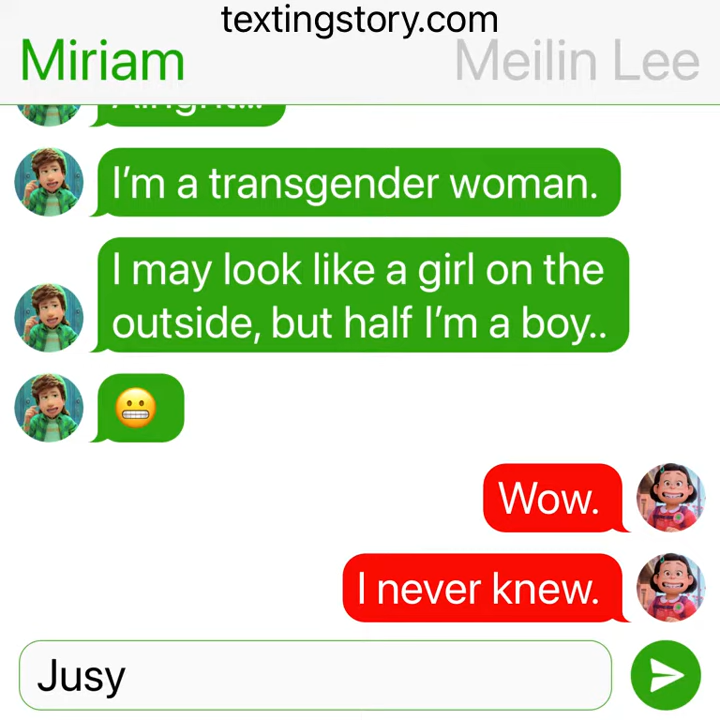 textingstory.com
Miriam Meilin Lee
Alright...
I'm a transgender woman.
I may look like a girl on the
outside, but half I'm a boy..
Wow.
I never knew.
Jusy